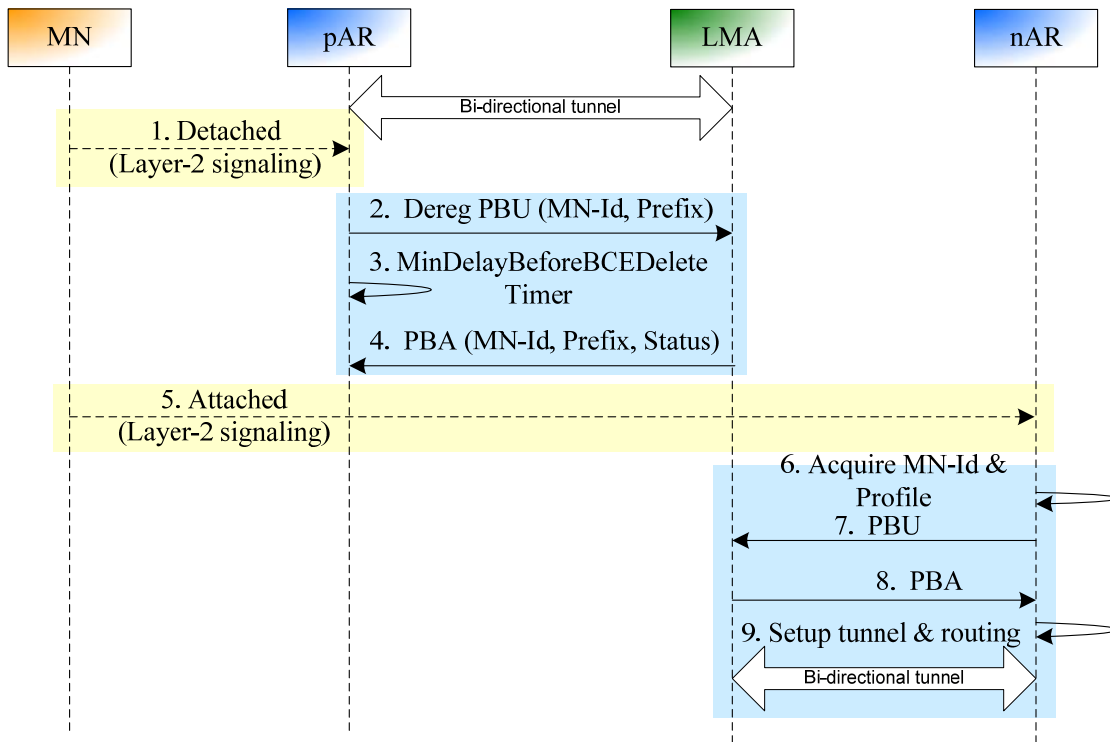 MN
pAR
LMA
nAR
Bi-directional tunnel
1. Detached
(Layer-2 signaling)
2. Dereg PBU (MN-Id, Prefix)
3. MinDelayBeforeBCEDelete
Timer
4. PBA (MN-Id, Prefix, Status)
5. Attached
(Layer-2 signaling)
6. Acquire MN-Id &
Profile
7. PBU
8. PBA
9. Setup tunnel & routing
Bi-directional tunnel